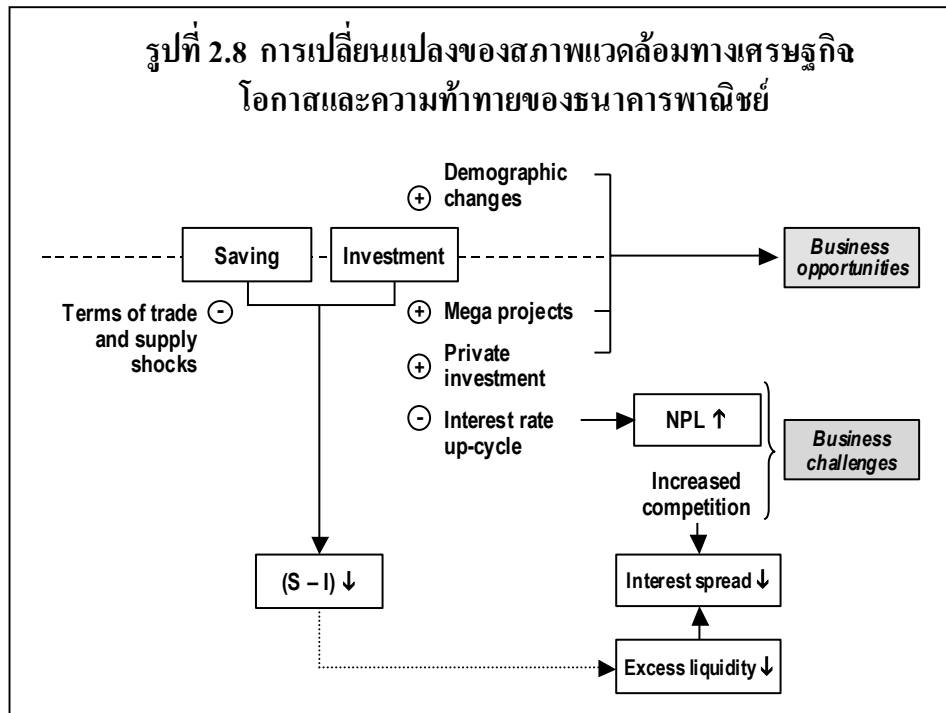 รูปที่ 2.8 การเปลี่ยนแปลงของสภาพแวดล้อมทางเศรษฐกิจ:
โอกาสและความท้าทายของธนาคารพาณิชย์
+ Demographic
changes
Saving
Investment
Business
opportunities
Terms of trade
and supply
shocks
-
+ Mega projects
+ Private
investment
- Interest rate
up-cycle
NPL ↑
Business
challenges
Increased
competition
(S – I) ↓
Interest spread ↓
Excess liquidity ↓